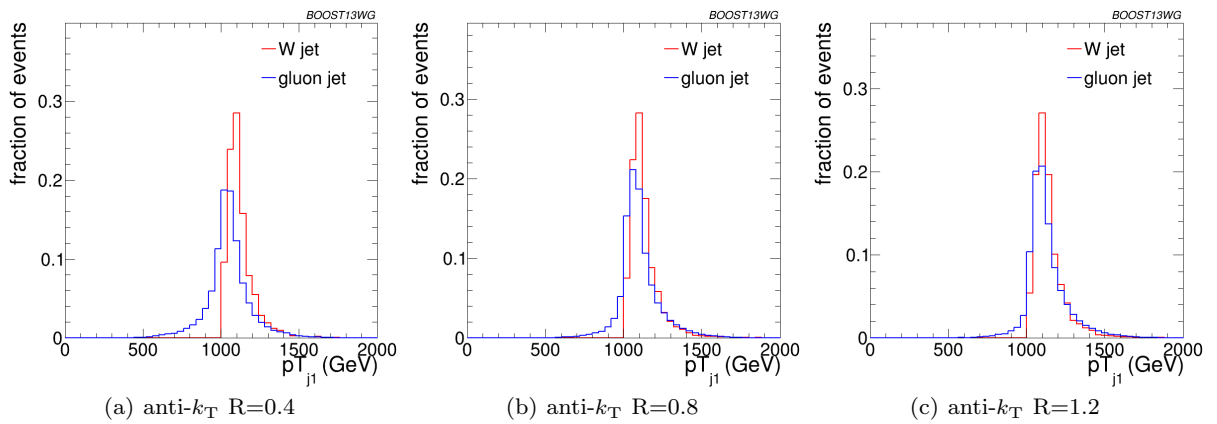 BOOST13WG
fraction of events
W jet
gluon jet
0.3
0.2
0.1
0
0 500 1000 1500 2000
pT_j1 (GeV)
(a) anti-k_T R=0.4
BOOST13WG
fraction of events
W jet
gluon jet
0.3
0.2
0.1
0
0 500 1000 1500 2000
pT_j1 (GeV)
(b) anti-k_T R=0.8
BOOST13WG
fraction of events
W jet
gluon jet
0.3
0.2
0.1
0
0 500 1000 1500 2000
pT_j1 (GeV)
(c) anti-k_T R=1.2